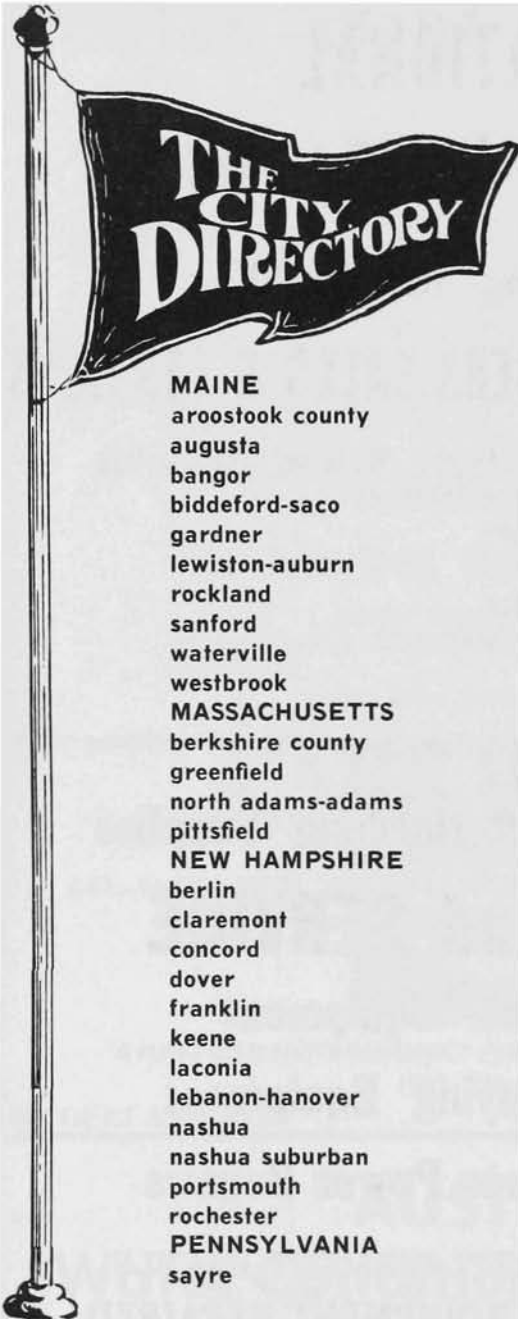 THE
CITY
DIRECTORY
MAINE
aroostook county
augusta
bangor
biddeford-saco
gardner
lewiston-auburn
rockland
sanford
waterville
westbrook
MASSACHUSETTS
berkshire county
greenfield
north adams-adams
pittsfield
NEW HAMPSHIRE
berlin
claremont
concord
dover
franklin
keene
laconia
lebanon-hanover
nashua
nashua suburban
portsmouth
rochester
PENNSYLVANIA
sayre